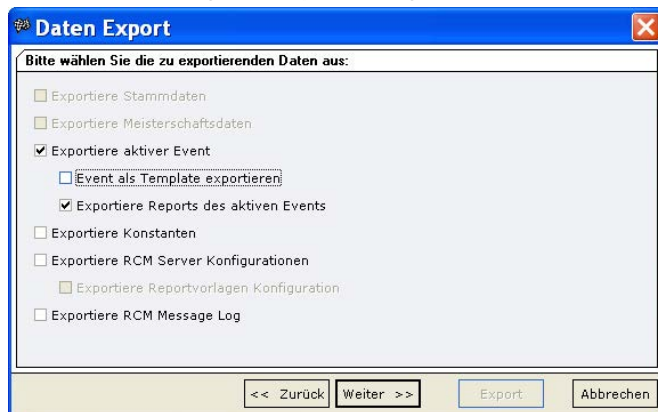 Daten Export
Bitte wählen Sie die zu exportierenden Daten aus:
Exportiere Stammdaten
Exportiere Meisterschaftsdaten
Exportiere aktiver Event
Event als Template exportieren
Exportiere Reports des aktiven Events
Exportiere Konstanten
Exportiere RCM Server Konfigurationen
Exportiere Reportvorlagen Konfiguration
Exportiere RCM Message Log
<< Zurück Weiter >> Export Abbrechen